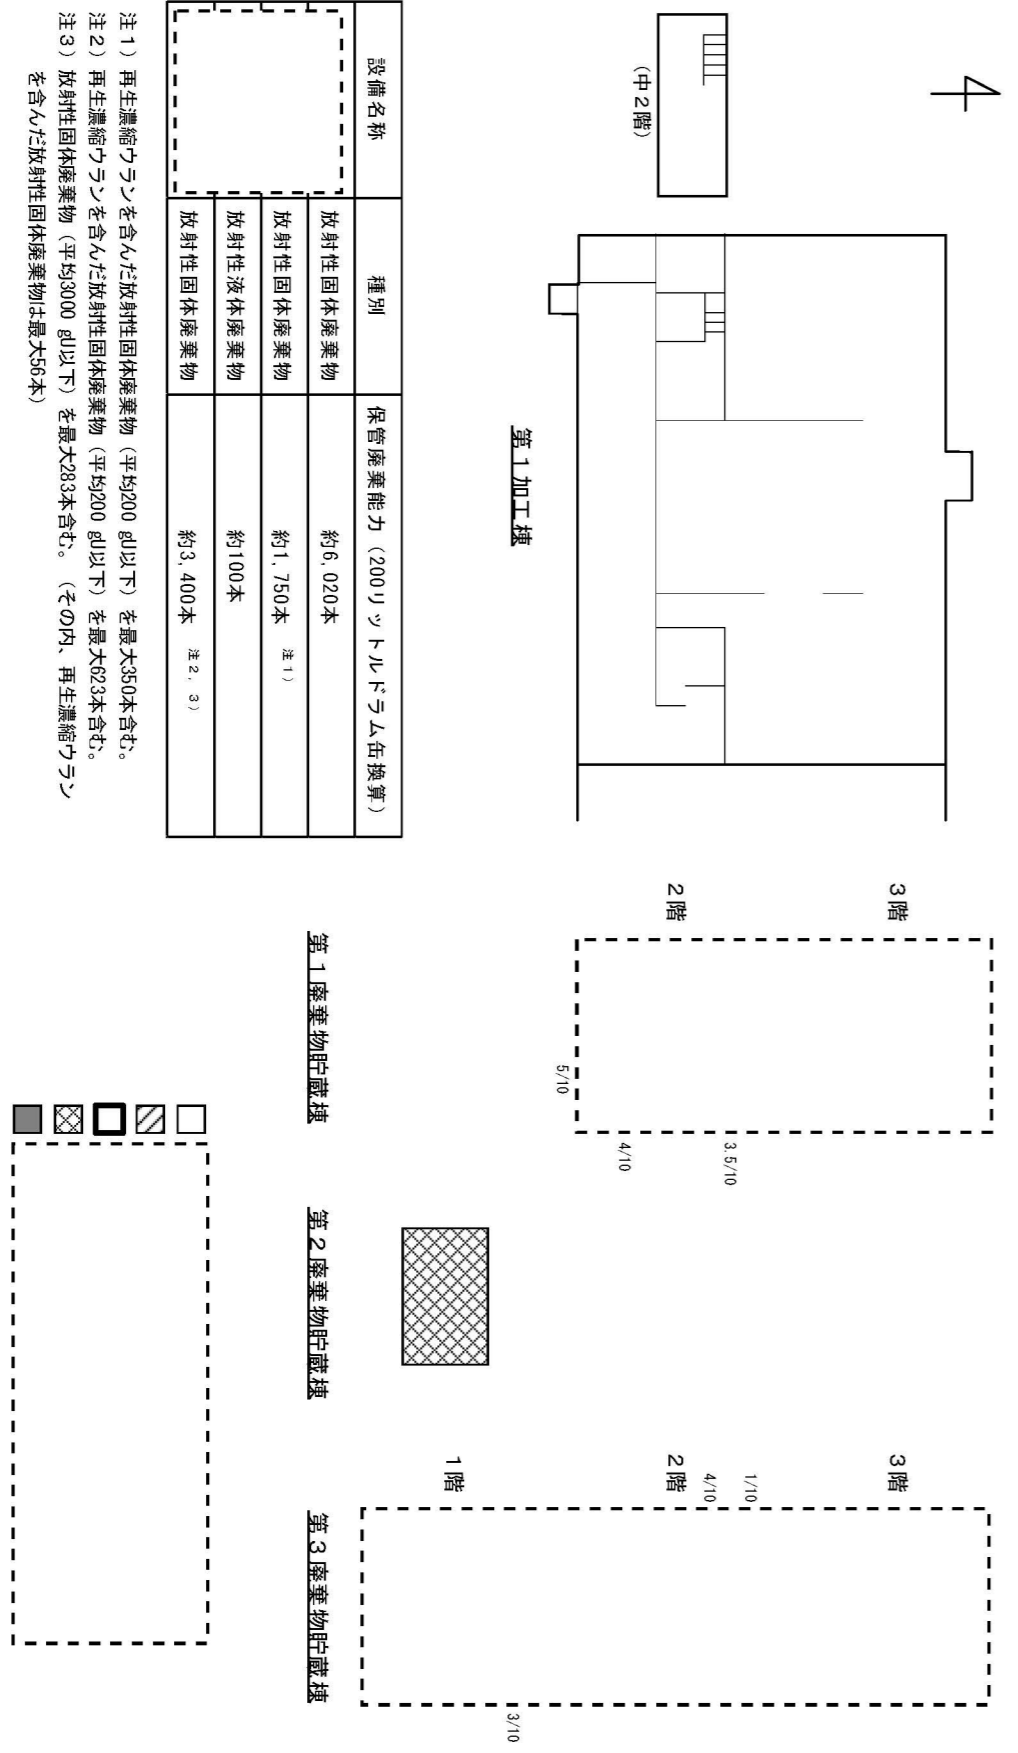 (中2階)
第1加工棟
3階
2階
5/10
4/10
3.5/10
第1廃棄物貯蔵棟
第2廃棄物貯蔵棟
3階
2階
1階
1/10
4/10
3/10
第3廃棄物貯蔵棟
設備名称 種別 保管廃棄能力(200リットルドラム缶換算)
放射性固体廃棄物 約6,020本
放射性固体廃棄物 約1,750本 注1)
放射性液体廃棄物 約100本
放射性固体廃棄物 約3,400本 注2,3)
注1)再生濃縮ウランを含んだ放射性固体廃棄物(平均200 gU以下)を最大350本含む。
注2)再生濃縮ウランを含んだ放射性固体廃棄物(平均200 gU以下)を最大623本含む。
注3)放射性固体廃棄物(平均3000 gU以下)を最大283本含む。(その内、再生濃縮ウラン
を含んだ放射性固体廃棄物は最大56本)